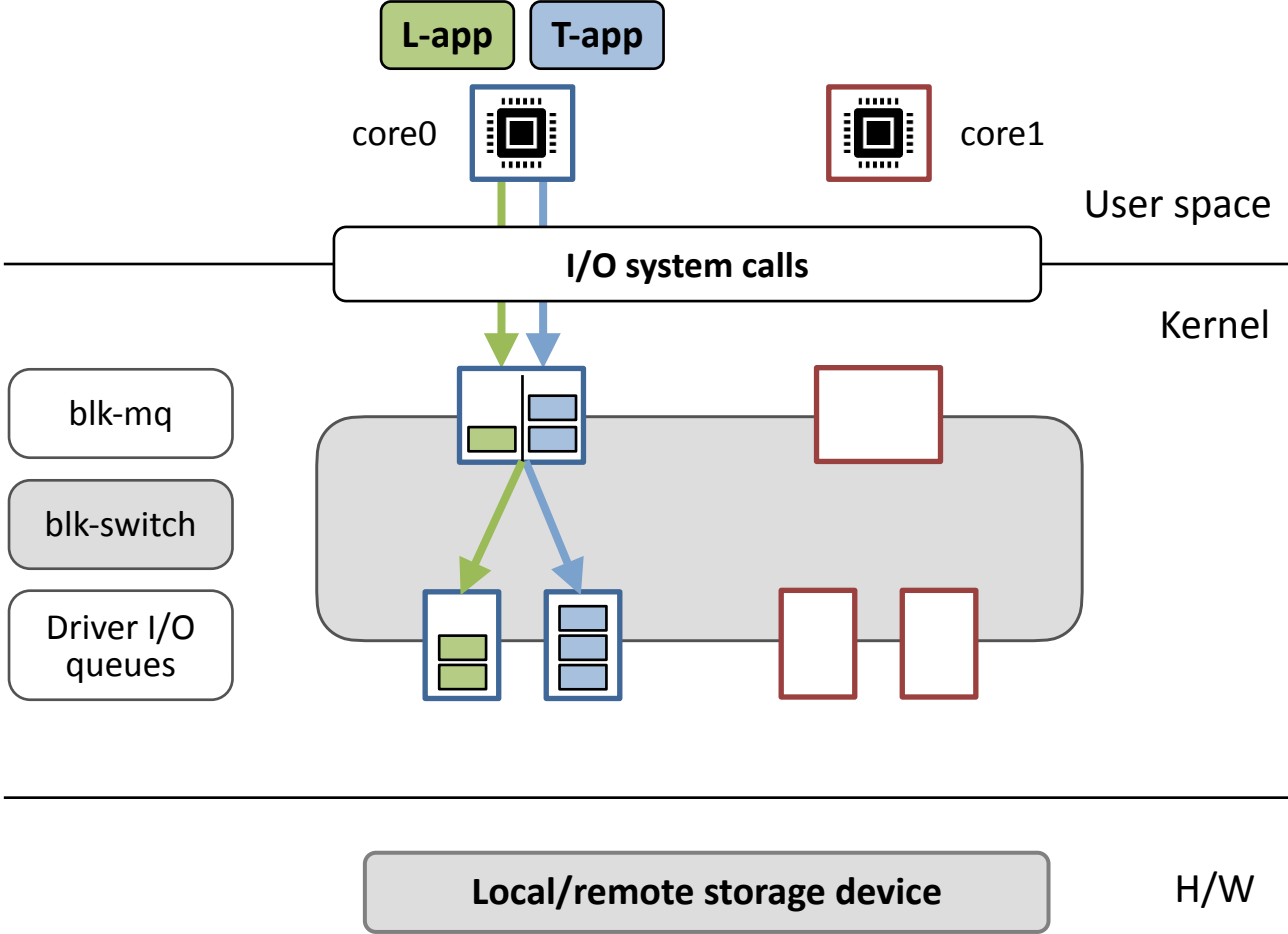 L-app
T-app
core0
core1
User space
I/O system calls
Kernel
blk-mq
blk-switch
Driver I/O
queues
Local/remote storage device
H/W